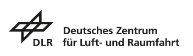 Deutsches Zentrum
DLR für Luft- und Raumfahrt